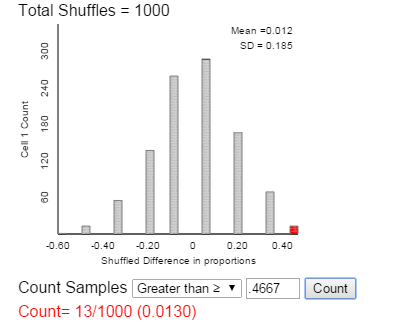 Total Shuffles = 1000
Mean =0.012
SD = 0.185
Cell 1 Count
300
240
180
120
60
-0.60 -0.40 -0.20 0 0.20 0.40
Shuffled Difference in proportions
Count Samples Greater than ≥ ▼ .4667 Count
Count= 13/1000 (0.0130)